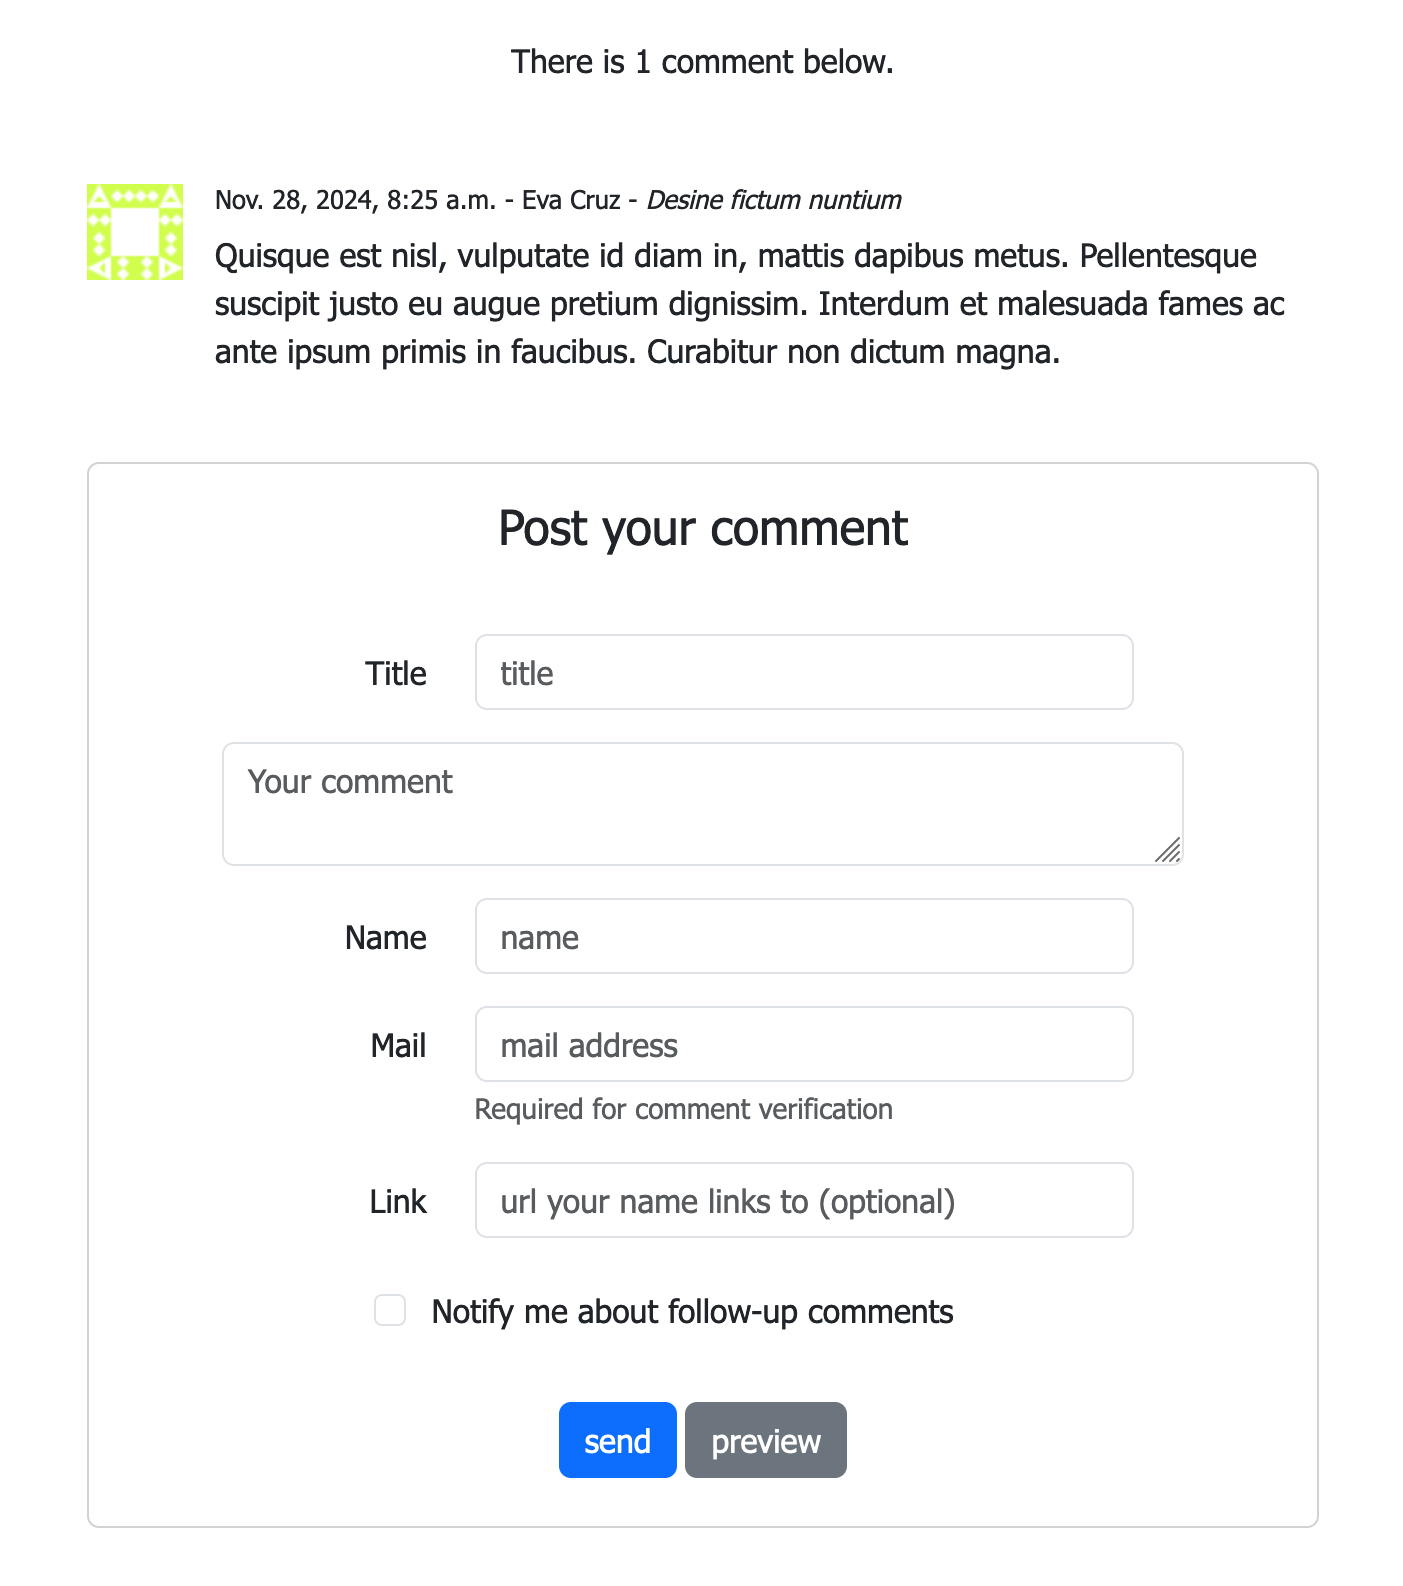 There is 1 comment below.
Nov. 28, 2024, 8:25 a.m. - Eva Cruz - Desine fictum nuntium
Quisque est nisl, vulputate id diam in, mattis dapibus metus. Pellentesque
suscipit justo eu augue pretium dignissim. Interdum et malesuada fames ac
ante ipsum primis in faucibus. Curabitur non dictum magna.
Post your comment
Title title
Your comment
Name name
Mail mail address
Required for comment verification
Link url your name links to (optional)
Notify me about follow-up comments
send preview